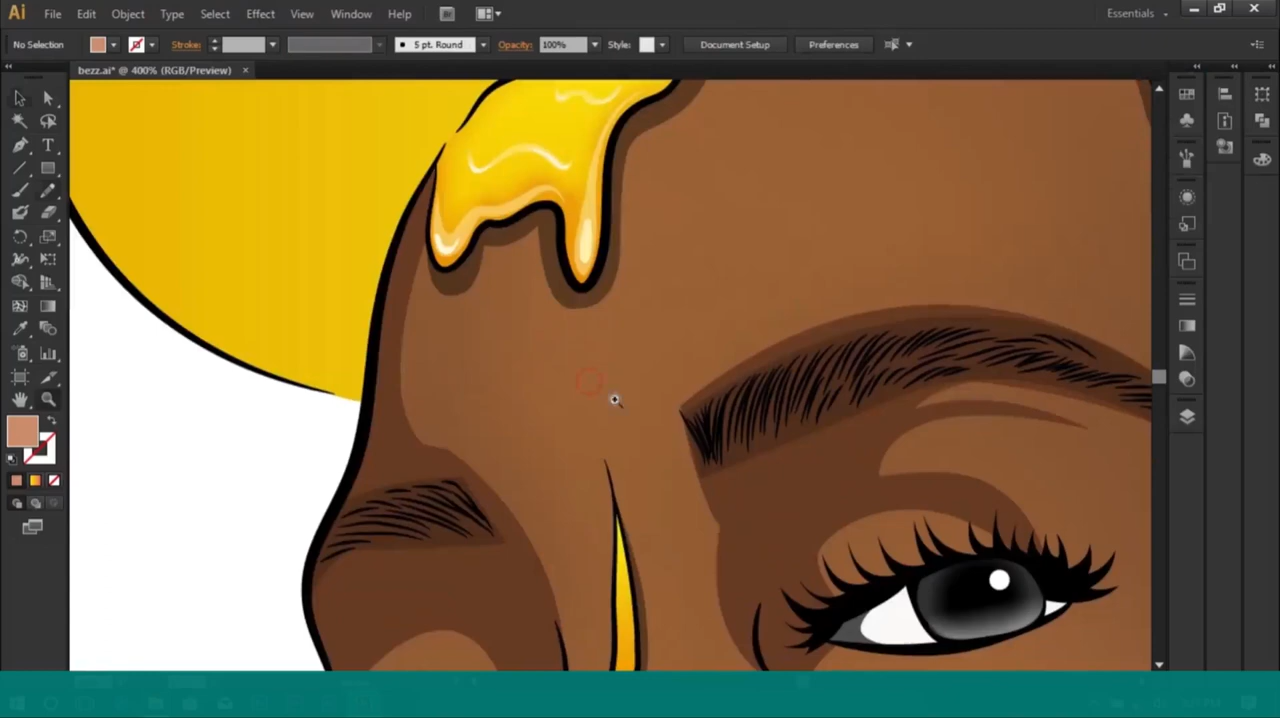 Ai File Edit Object Type Select Effect View Window Help Essentials
No Selection Stroke: 5 pt. Round Opacity: 100% Style: Document Setup Preferences
bezz.ai* @ 400% (RGB/Preview) ×
T